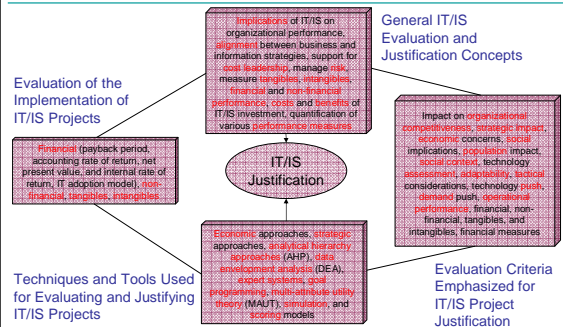 Implications of IT/IS on
organizational performance,
alignment between business and
information strategies, support for
cost leadership, manage risk,
measure tangibles, intangibles,
financial and non-financial
performance, costs and benefits of
IT/IS investment, quantification of
various performance measures
General IT/IS
Evaluation and
Justification Concepts
Evaluation of the
Implementation of
IT/IS Projects
Financial (payback period,
accounting rate of return, net
present value, and internal rate of
return, IT adoption model), non-
financial, tangibles, intangibles
IT/IS
Justification
Impact on organizational
competitiveness, strategic impact,
economic concerns, social
implications, population impact,
social context, technology
assessment, adaptability, tactical
considerations, technology push,
demand push, operational
performance, financial, non-
financial, tangibles, and
intangibles, financial measures
Economic approaches, strategic
approaches, analytical hierarchy
approaches (AHP), data
envelopment analysis (DEA),
expert systems, goal
programming, multi-attribute utility
theory (MAUT), simulation, and
scoring models
Techniques and Tools Used
for Evaluating and Justifying
IT/IS Projects
Evaluation Criteria
Emphasized for
IT/IS Project
Justification